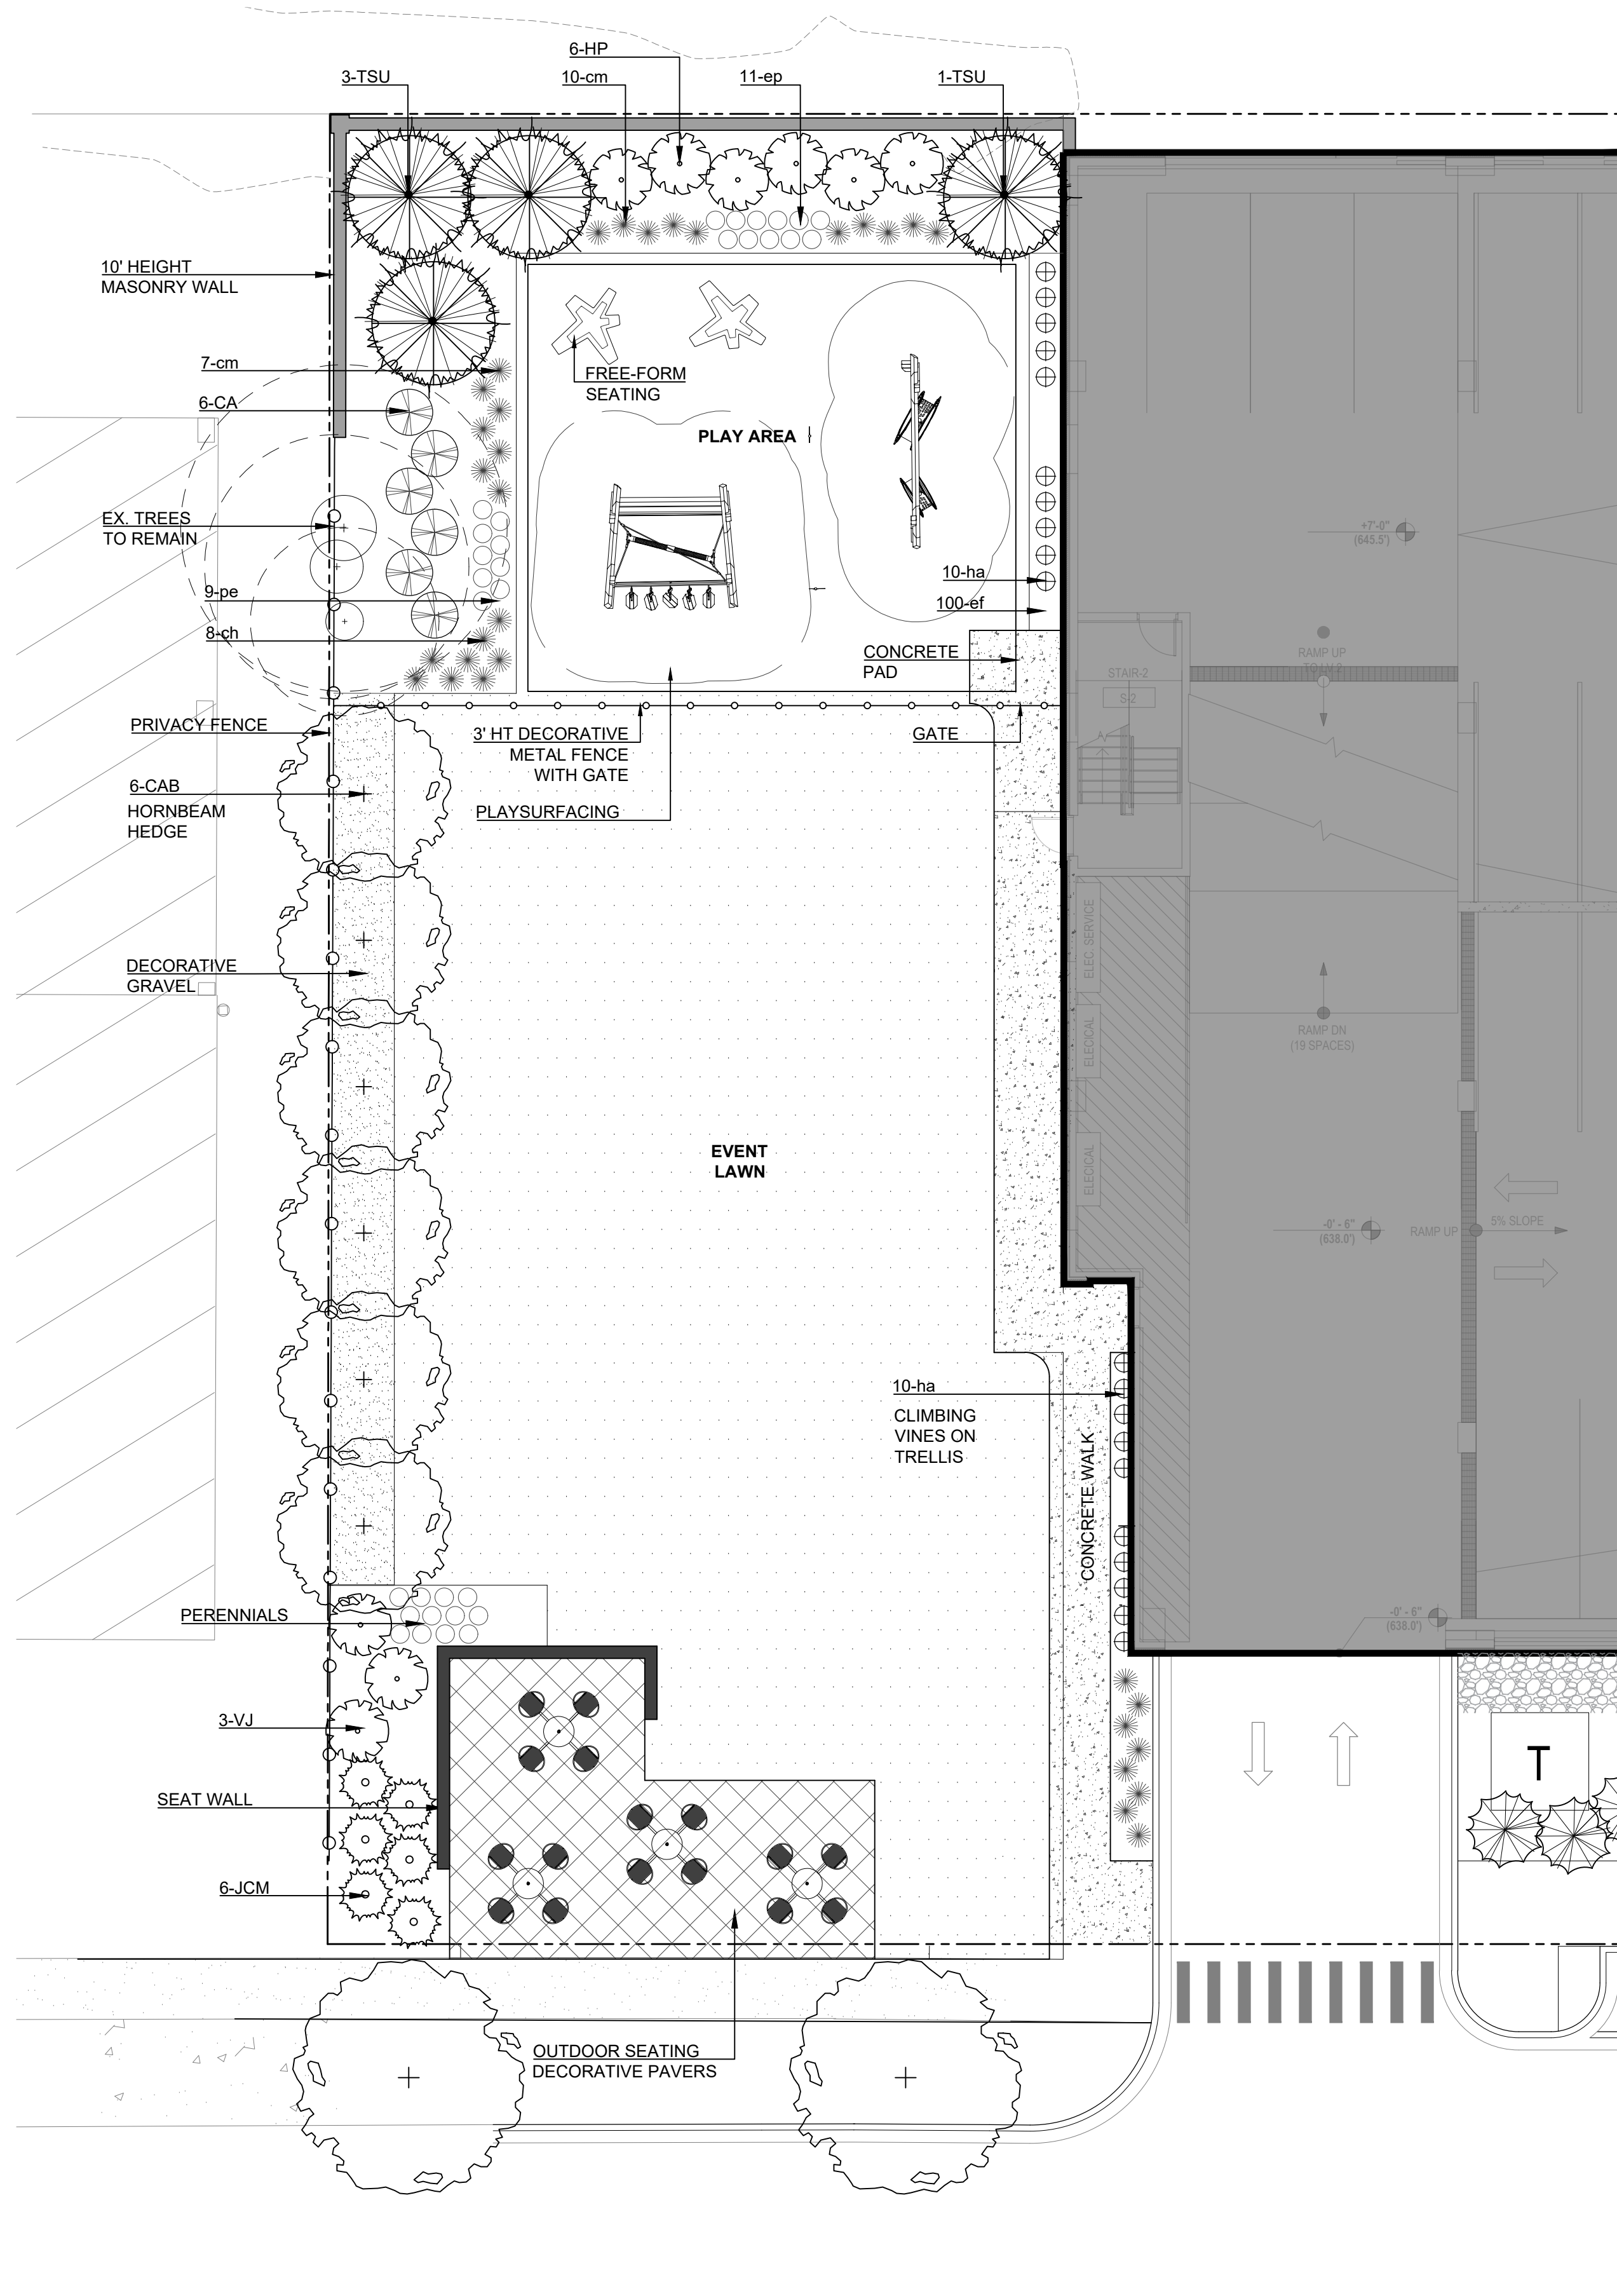 6-HP
3-TSU
10-cm
11-ep
1-TSU
10' HEIGHT
MASONRY WALL
7-cm
FREE-FORM
SEATING
6-CA
PLAY AREA
EX. TREES
TO REMAIN
+7'-0"
(645.5')
10-ha
9-pe
100-ef
8-ch
CONCRETE
PAD
RAMP UP
STAIR-2
S-2
PRIVACY FENCE
3' HT DECORATIVE
METAL FENCE
WITH GATE
GATE
6-CAB
HORNBEAM
HEDGE
PLAYSURFACING
ELEC SERVICE
DECORATIVE
GRAVEL
ELECICAL
RAMP DN
(19 SPACES)
EVENT
LAWN
ELECICAL
-0' - 6"
(638.0')
RAMP UP
5% SLOPE
10-ha
CLIMBING
VINES ON
TRELLIS
CONCRETE WALK
PERENNIALS
-0' - 6"
(638.0')
3-VJ
T
SEAT WALL
6-JCM
OUTDOOR SEATING
DECORATIVE PAVERS